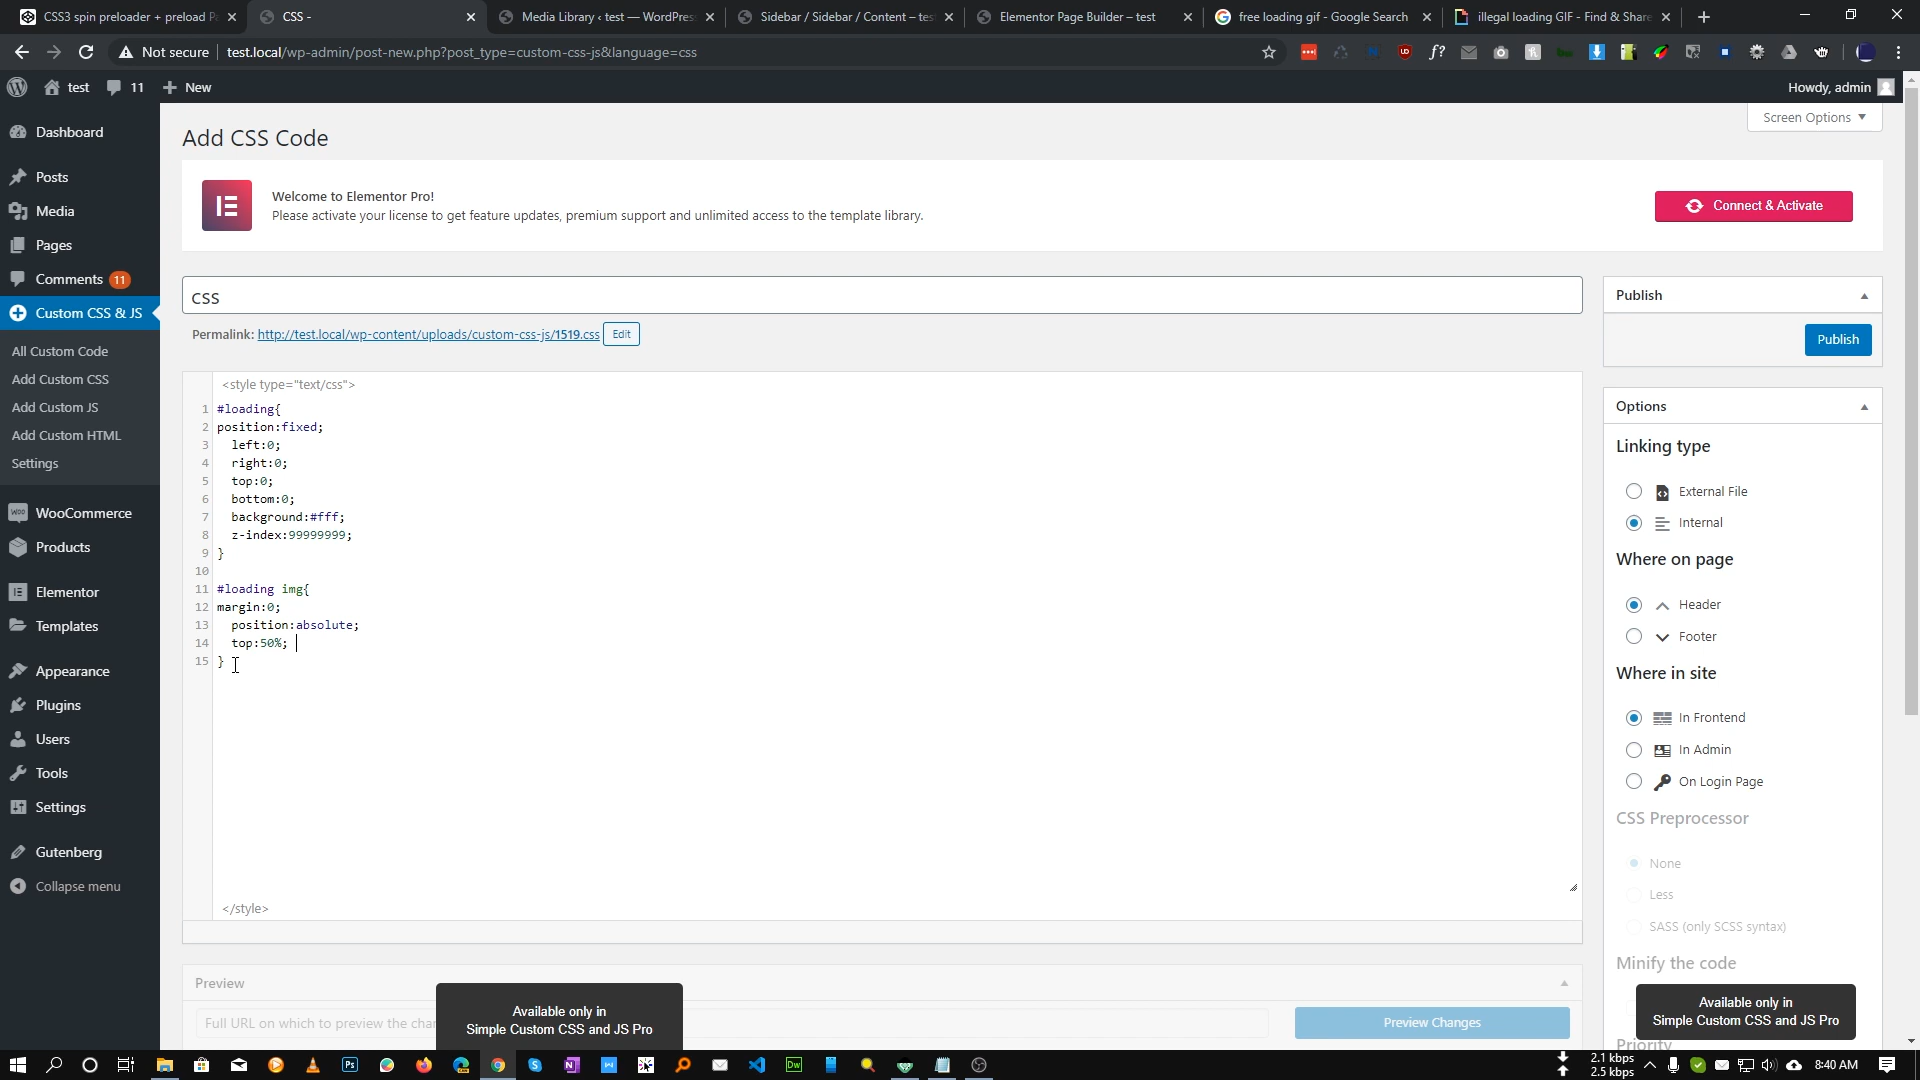 CSS3 spin preloader + preload Pa
CSS -
Media Library ‹ test — WordPres
Sidebar / Sidebar / Content – test
Elementor Page Builder – test
free loading gif - Google Search
illegal loading GIF - Find & Share
Not secure
test.local/wp-admin/post-new.php?post_type=custom-css-js&language=css
test
11
New
Howdy, admin
Screen Options
Dashboard
Posts
Media
Pages
Comments 11
Custom CSS & JS
All Custom Code
Add Custom CSS
Add Custom JS
Add Custom HTML
Settings
WooCommerce
Products
Elementor
Templates
Appearance
Plugins
Users
Tools
Settings
Gutenberg
Collapse menu
Add CSS Code
Welcome to Elementor Pro!
Please activate your license to get feature updates, premium support and unlimited access to the template library.
Connect & Activate
CSS
Permalink: http://test.local/wp-content/uploads/custom-css-js/1519.css Edit
<style type="text/css">
1 #loading{
2 position:fixed;
3 left:0;
4 right:0;
5 top:0;
6 bottom:0;
7 background:#fff;
8 z-index:99999999;
9 }
10
11 #loading img{
12 margin:0;
13 position:absolute;
14 top:50%;
15 }
</style>
Preview
Full URL on which to preview the char
Available only in
Simple Custom CSS and JS Pro
Preview Changes
Publish
Publish
Options
Linking type
External File
Internal
Where on page
Header
Footer
Where in site
In Frontend
In Admin
On Login Page
CSS Preprocessor
None
Less
SASS (only SCSS syntax)
Minify the code
Available only in
Simple Custom CSS and JS Pro
Priority
2.1 kbps
2.5 kbps
8:40 AM